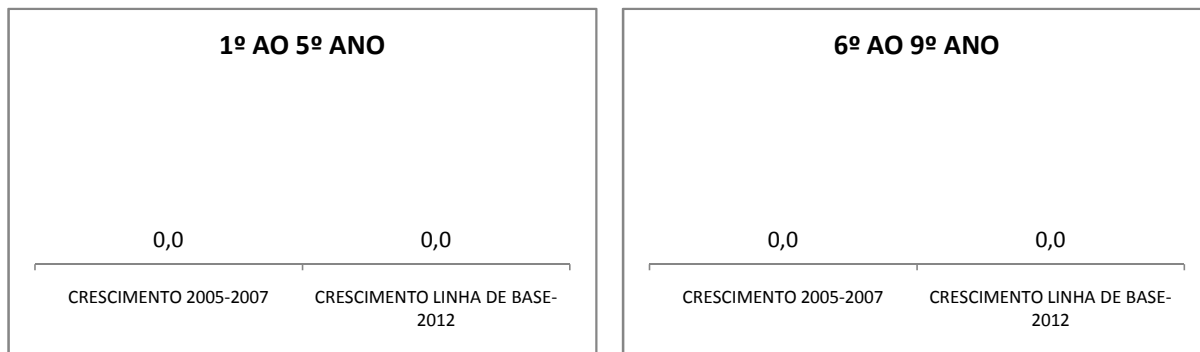 1º AO 5º ANO
0,0
0,0
CRESCIMENTO 2005-2007
CRESCIMENTO LINHA DE BASE-
2012
6º AO 9º ANO
0,0
0,0
CRESCIMENTO 2005-2007
CRESCIMENTO LINHA DE BASE-
2012